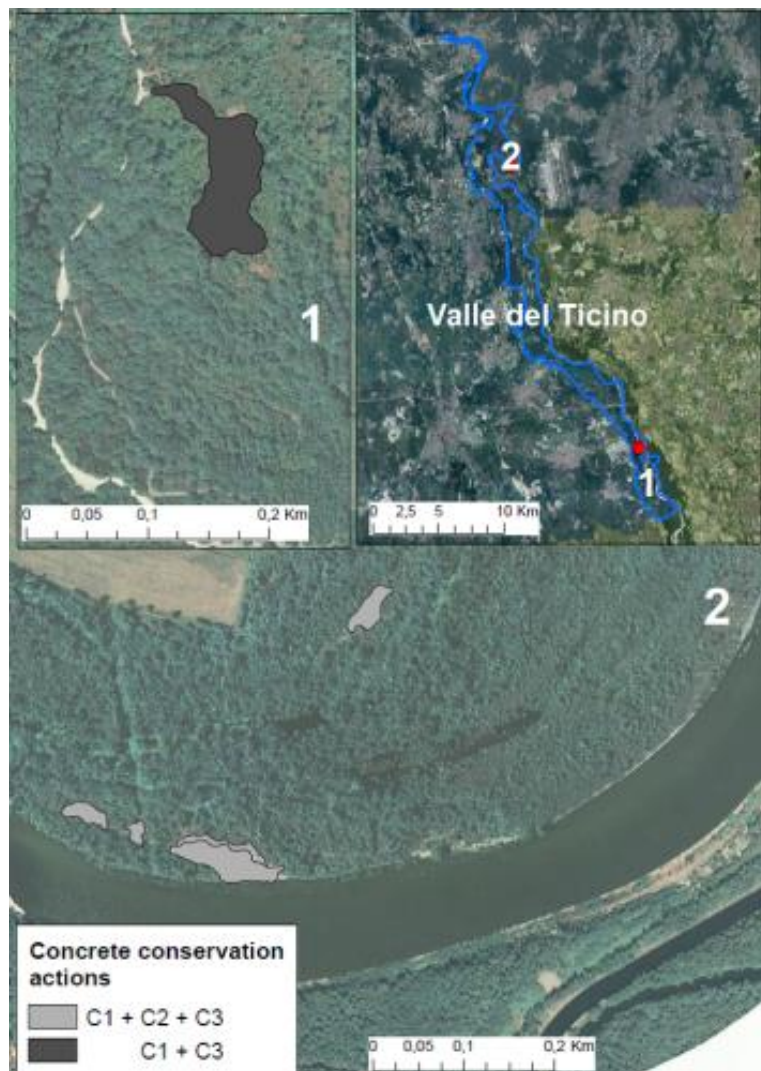 1
0 0,05 0,1 0,2 Km
2
Valle del Ticino
1
0 2,5 5 10 Km
2
Concrete conservation
actions
C1 + C2 + C3
C1 + C3
0 0,05 0,1 0,2 Km